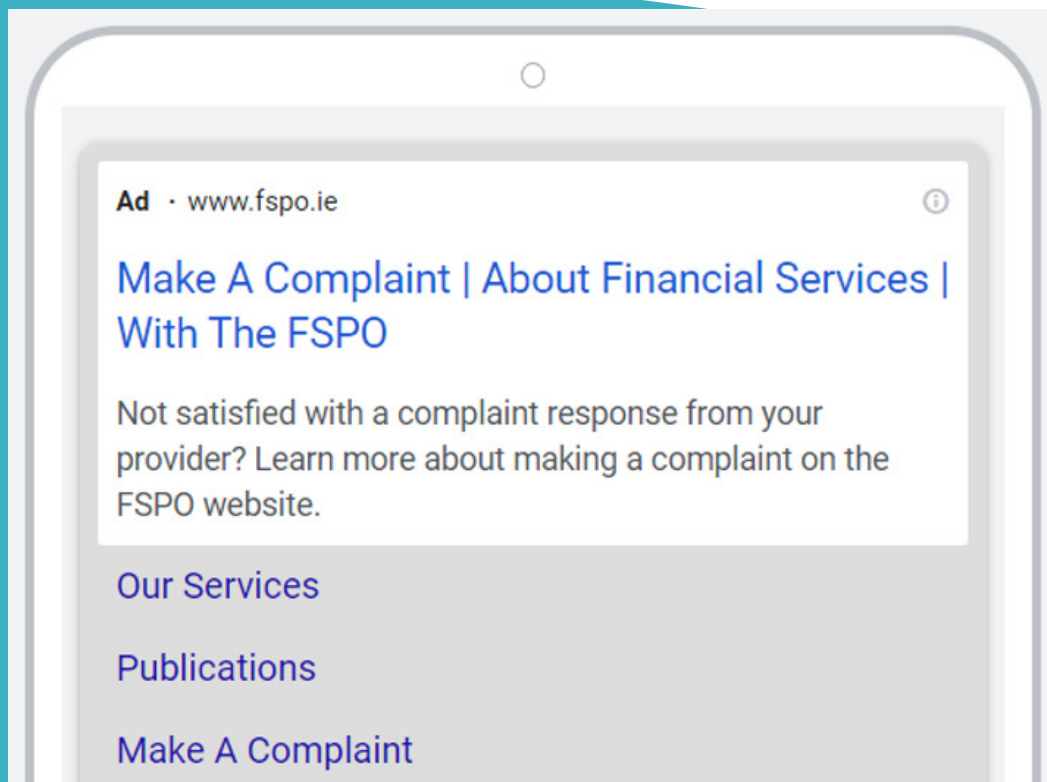 Ad · www.fspo.ie
Make A Complaint | About Financial Services |
With The FSPO
Not satisfied with a complaint response from your
provider? Learn more about making a complaint on the
FSPO website.
Our Services
Publications
Make A Complaint